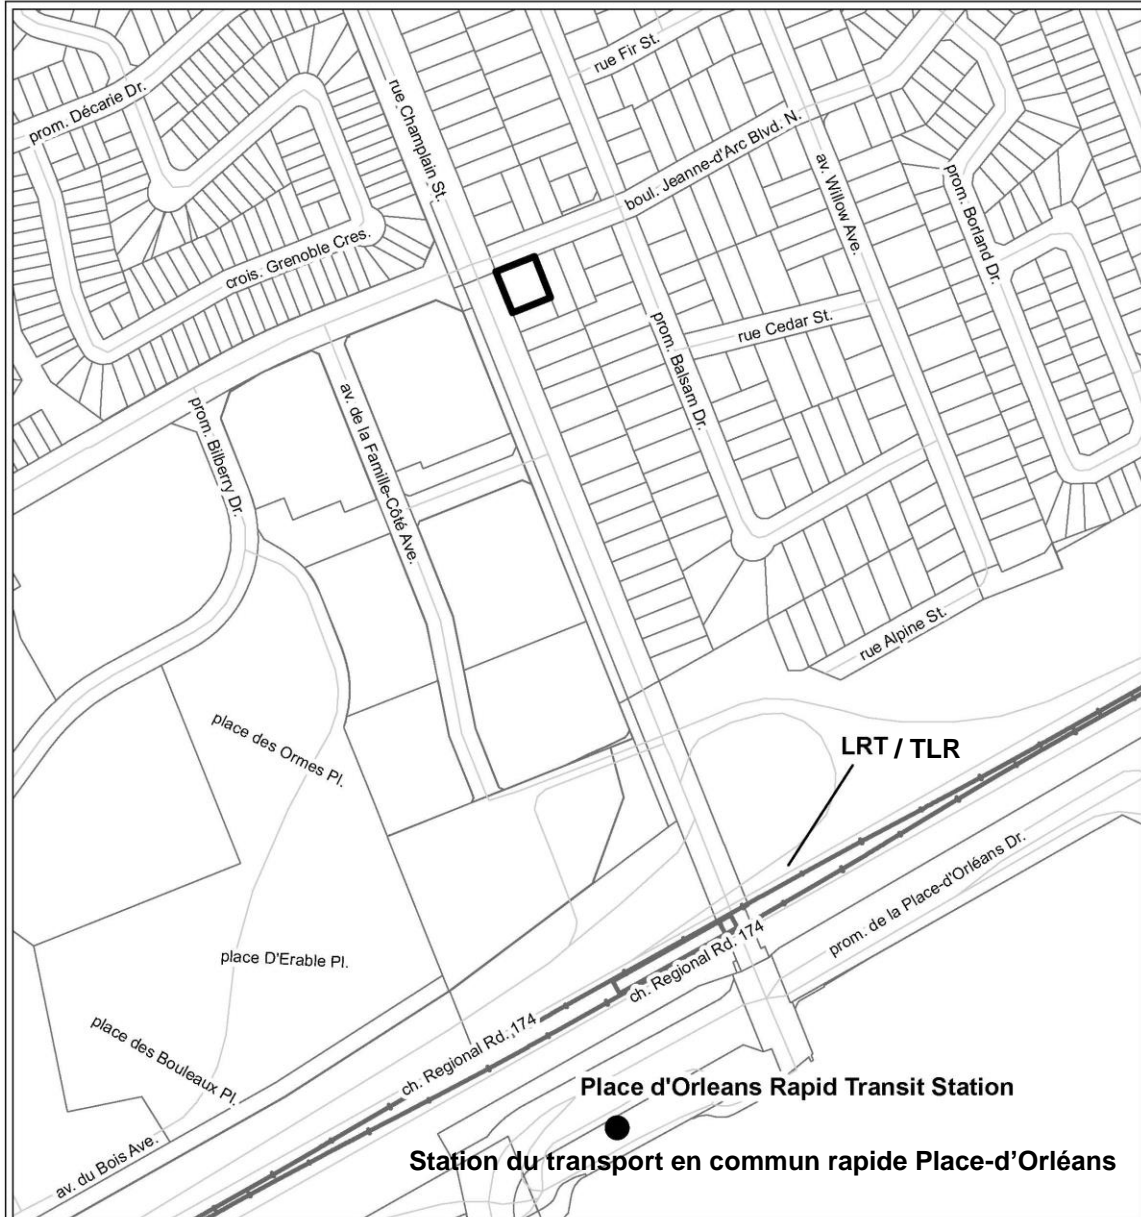 rue Fir St.
prom. Décarie Dr.
rue Champlain St.
boul. Jeanne-d'Arc Blvd. N.
av. Willow Ave.
prom. Borland Dr.
crois. Grenoble Cres.
rue Cedar St.
prom. Balsam Dr.
av. de la Famille-Côté Ave.
prom. Bilberry Dr.
rue Alpine St.
place des Ormes Pl.
LRT / TLR
prom. de la Place-d'Orléans Dr.
ch. Regional Rd. 174
place D'Erable Pl.
ch. Regional Rd. 174
place des Bouleaux Pl.
Place d'Orleans Rapid Transit Station
av. du Bois Ave.
Station du transport en commun rapide Place-d'Orléans